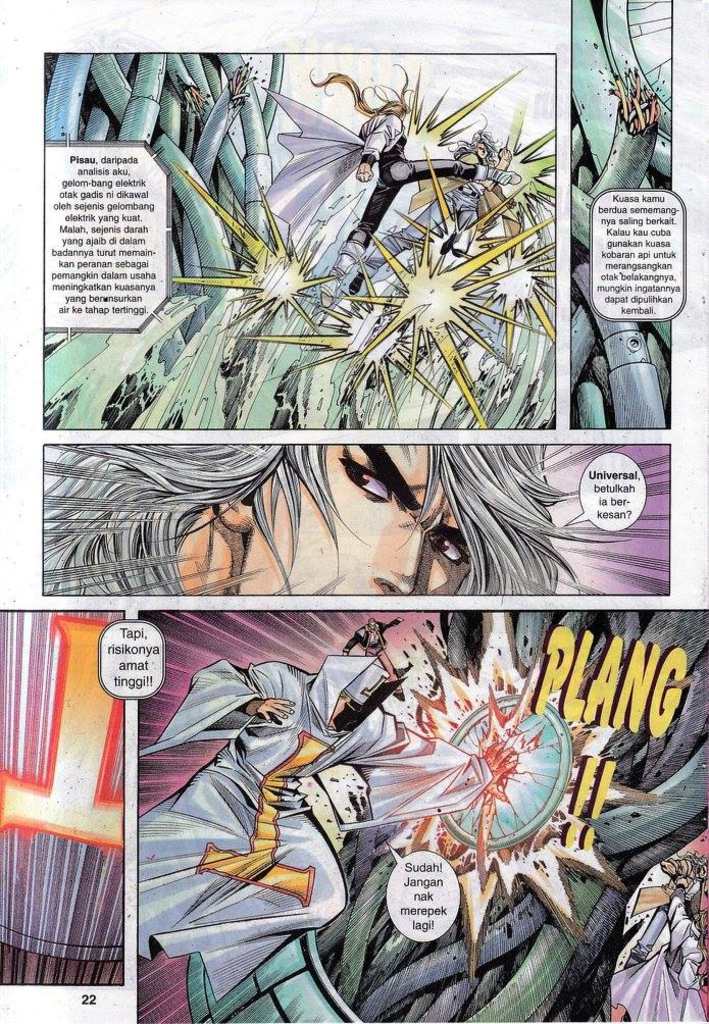 Pisau, daripada
analisis aku,
gelom-bang elektrik
otak gadis ni dikawal
oleh sejenis gelombang
elektrik yang kuat.
Malah, sejenis darah
yang ajaib di dalam
badannya turut memain-
kan peranan sebagai
pemangkin dalam usaha
meningkatkan kuasanya
yang berunsurkan
air ke tahap tertinggi.
Kuasa kamu
berdua sememang-
nya saling berkait.
Kalau kau cuba
gunakan kuasa
kobaran api untuk
merangsangkan
otak belakangnya,
mungkin ingatannya
dapat dipulihkan
kembali.
Universal,
betulkah
ia ber-
kesan?
Tapi,
risikonya
amat
tinggi!!
PLANG
!!
Sudah!
Jangan
nak
merepek
lagi!
22